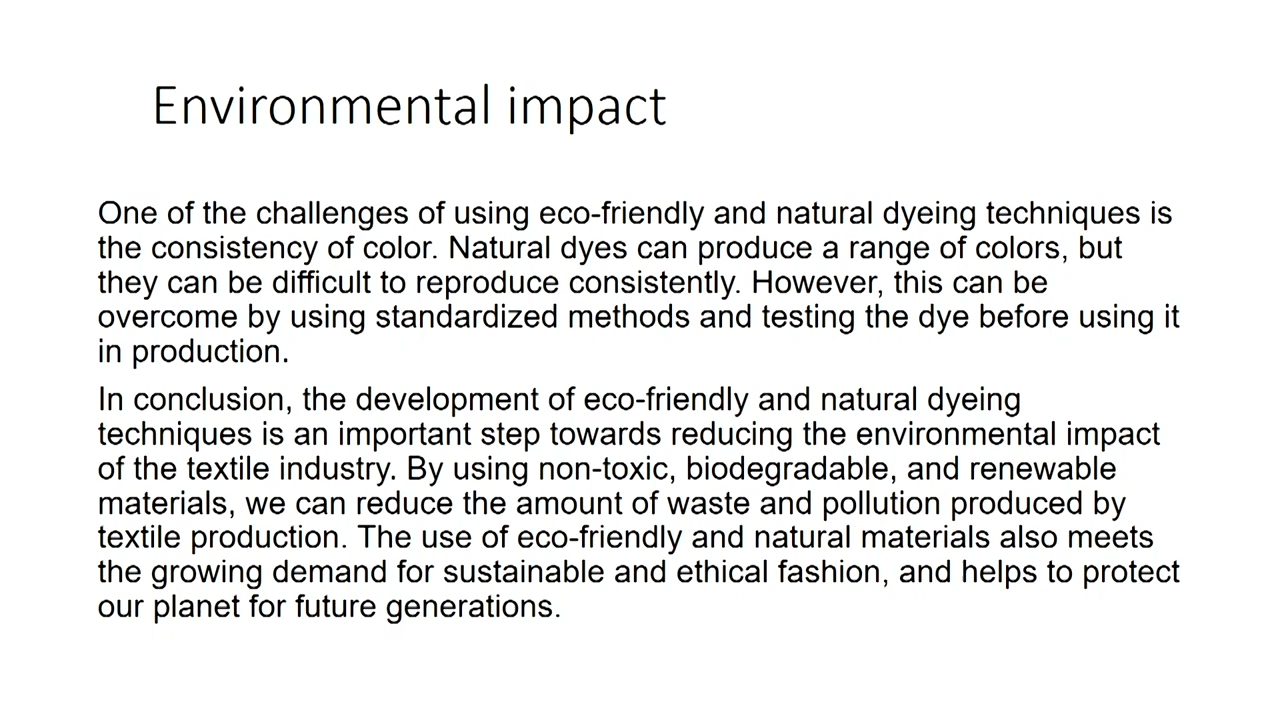 Environmental impact
One of the challenges of using eco-friendly and natural dyeing techniques is
the consistency of color. Natural dyes can produce a range of colors, but
they can be difficult to reproduce consistently. However, this can be
overcome by using standardized methods and testing the dye before using it
in production.
In conclusion, the development of eco-friendly and natural dyeing
techniques is an important step towards reducing the environmental impact
of the textile industry. By using non-toxic, biodegradable, and renewable
materials, we can reduce the amount of waste and pollution produced by
textile production. The use of eco-friendly and natural materials also meets
the growing demand for sustainable and ethical fashion, and helps to protect
our planet for future generations.